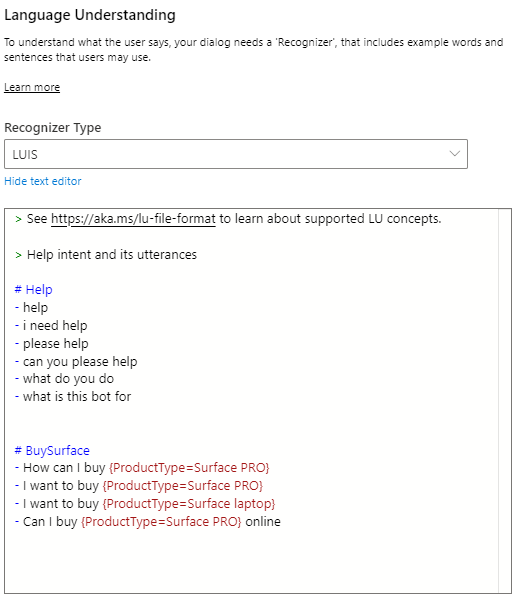 Language Understanding
To understand what the user says, your dialog needs a 'Recognizer', that includes example words and
sentences that users may use.
Learn more
Recognizer Type
LUIS
Hide text editor
> See https://aka.ms/lu-file-format to learn about supported LU concepts.
> Help intent and its utterances
# Help
- help
- i need help
- please help
- can you please help
- what do you do
- what is this bot for
# BuySurface
- How can I buy {ProductType=Surface PRO}
- I want to buy {ProductType=Surface PRO}
- I want to buy {ProductType=Surface laptop}
- Can I buy {ProductType=Surface PRO} online